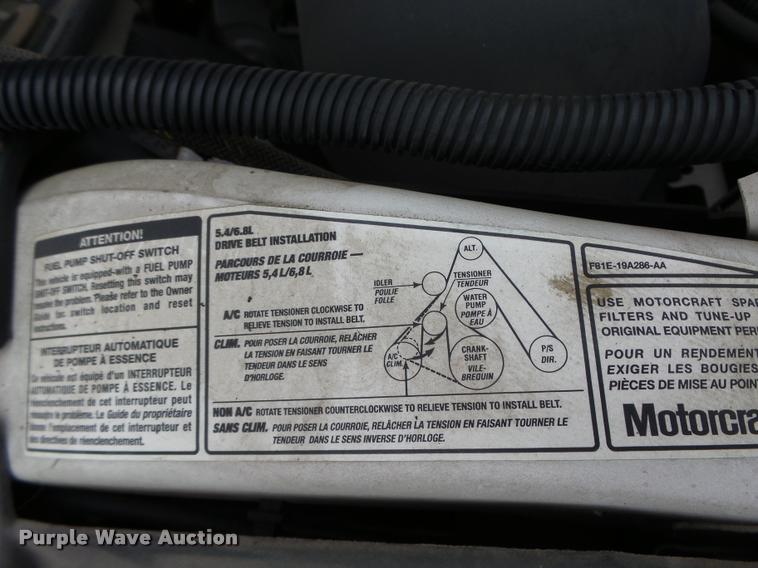 ATTENTION!
FUEL PUMP SHUT-OFF SWITCH
This vehicle is equipped with a FUEL PUMP
SHUT-OFF SWITCH. Resetting this switch may
the problem. Please refer to the Owner
Guide for switch location and reset
instructions.
INTERRUPTEUR AUTOMATIQUE
DE POMPE À ESSENCE
Ce véhicule est équipé d'un INTERRUPTEUR
AUTOMATIQUE DE POMPE À ESSENCE. Le
réenclenchement de cet interrupteur peut
résoudre le problème. Le Guide du propriétaire
donne l'emplacement de cet interrupteur et
des directives de réenclenchement.
5,4/6.8L
DRIVE BELT INSTALLATION
PARCOURS DE LA COURROIE —
MOTEURS 5,4 L/6,8 L
A/C ROTATE TENSIONER CLOCKWISE TO
RELIEVE TENSION TO INSTALL BELT.
CLIM. POUR POSER LA COURROIE, RELÂCHER
LA TENSION EN FAISANT TOURNER LE
TENDEUR DANS LE SENS
D'HORLOGE.
ALT.
IDLER
POULIE
FOLLE
TENSIONER
TENDEUR
WATER
PUMP
POMPE À
EAU
A/C
CLIM.
CRANK-
SHAFT
VILE-
BREQUIN
P/S
DIR.
NON A/C ROTATE TENSIONER COUNTERCLOCKWISE TO RELIEVE TENSION TO INSTALL BELT.
SANS CLIM. POUR POSER LA COURROIE, RELÂCHER LA TENSION EN FAISANT TOURNER LE
TENDEUR DANS LE SENS INVERSE D'HORLOGE.
F81E-19A286-AA
USE MOTORCRAFT SPA
FILTERS AND TUNE-UP
ORIGINAL EQUIPMENT PER
POUR UN RENDEMENT
EXIGER LES BOUGIES
PIÈCES DE MISE AU POIN
Motorcra
Purple Wave Auction